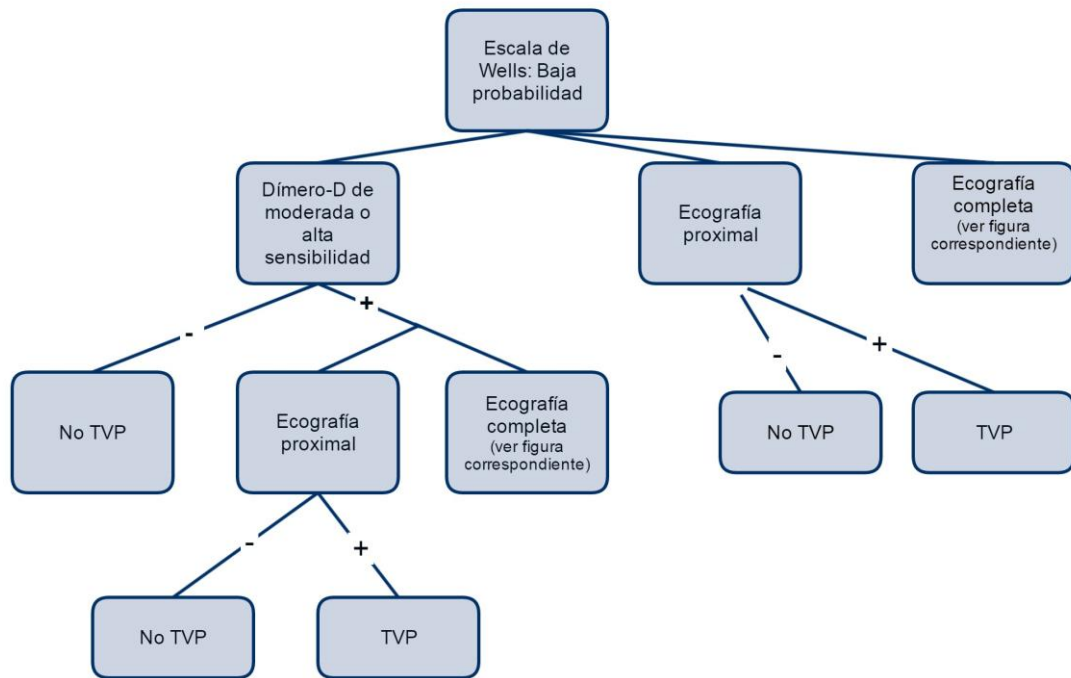 Escala de
Wells: Baja
probabilidad
Dímero-D de
moderada o
alta
sensibilidad
Ecografía
proximal
Ecografía
completa
(ver figura
correspondiente)
-
+
-
+
No TVP
Ecografía
proximal
Ecografía
completa
(ver figura
correspondiente)
No TVP
TVP
-
+
No TVP
TVP